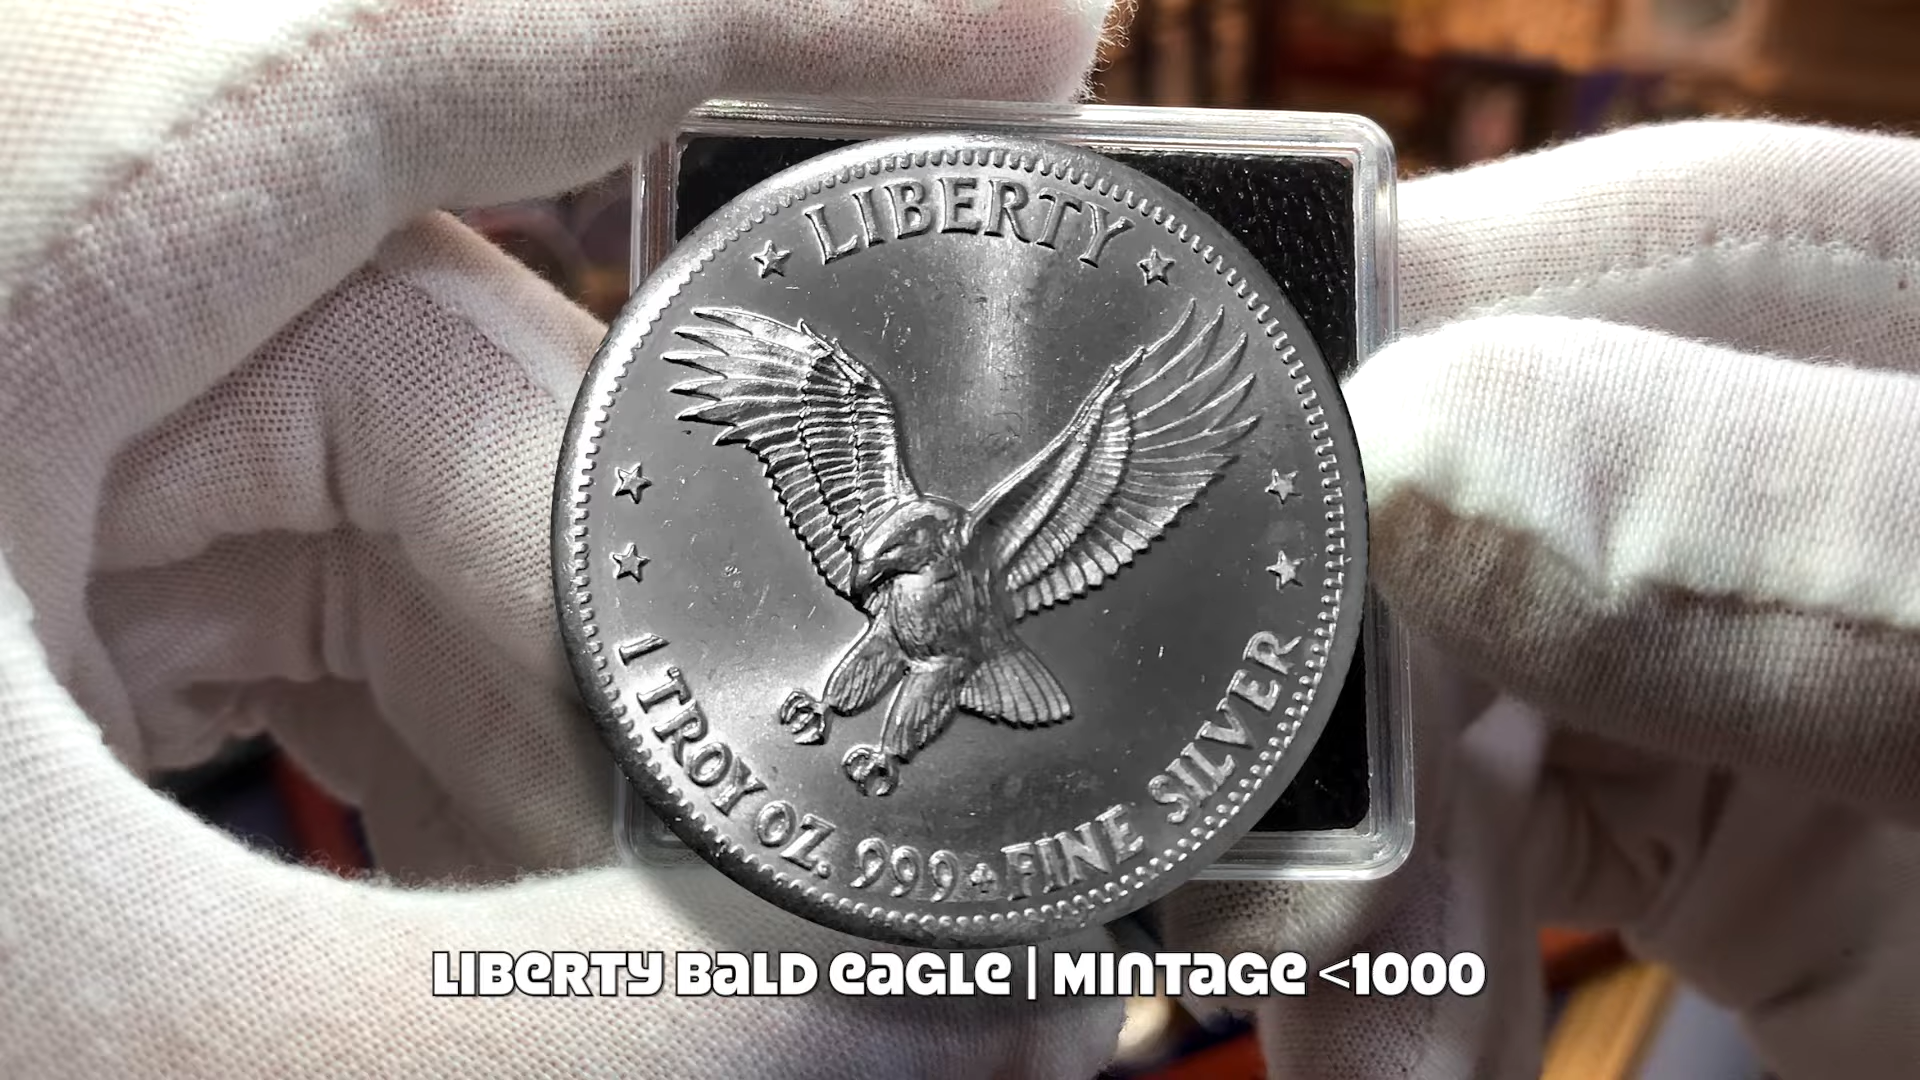 LIBERTY
1 TROY OZ. 999 FINE SILVER
LIBERTY BALD EAGLE | MINTAGE <1000